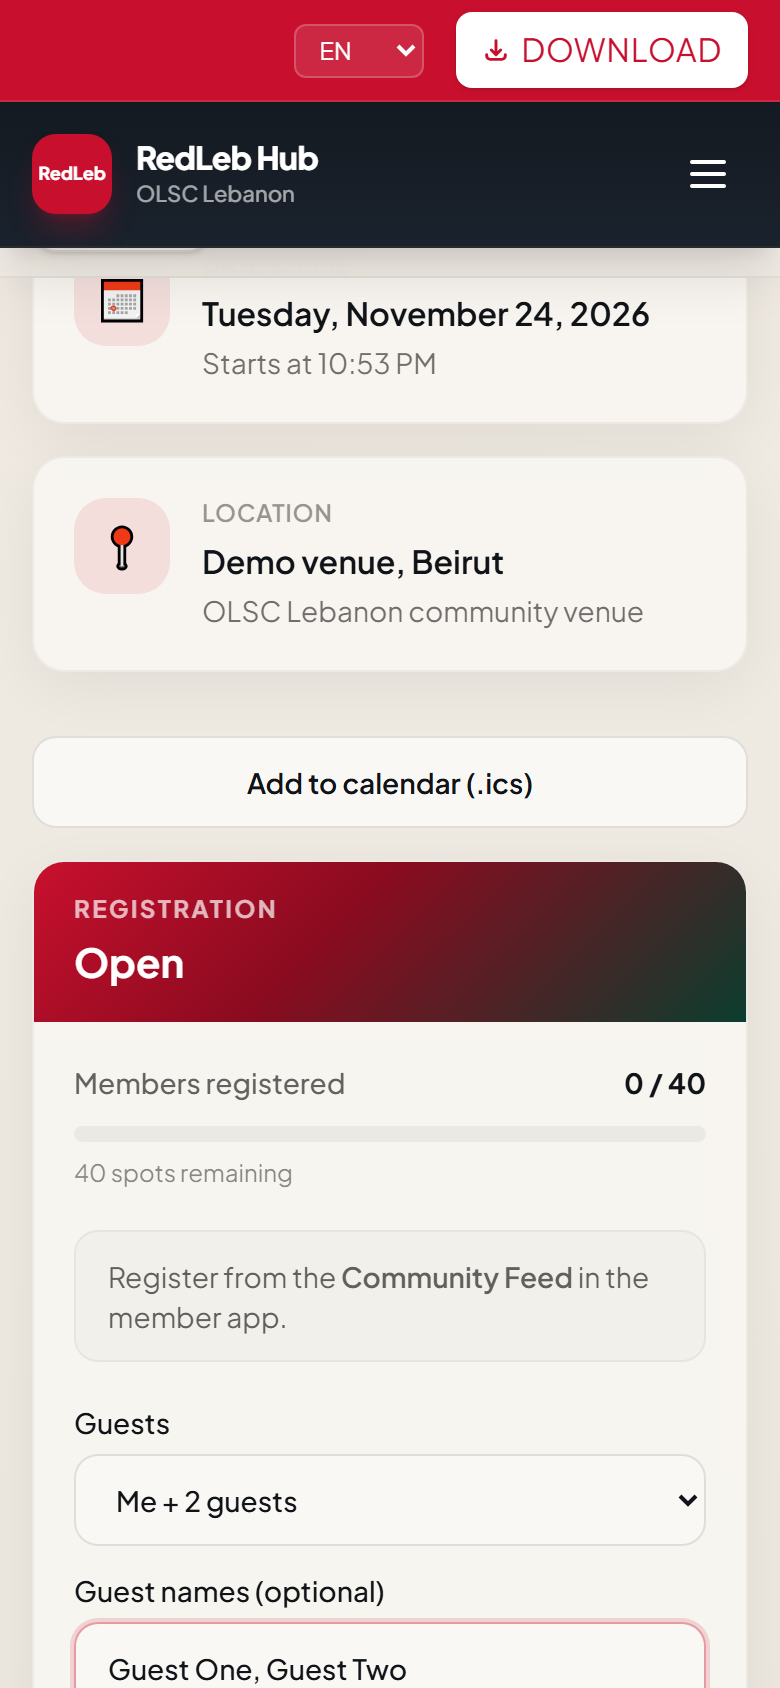 EN
DOWNLOAD
RedLeb
RedLeb Hub
OLSC Lebanon
Tuesday, November 24, 2026
Starts at 10:53 PM
LOCATION
Demo venue, Beirut
OLSC Lebanon community venue
Add to calendar (.ics)
REGISTRATION
Open
Members registered
0 / 40
40 spots remaining
Register from the Community Feed in the
member app.
Guests
Me + 2 guests
Guest names (optional)
Guest One, Guest Two